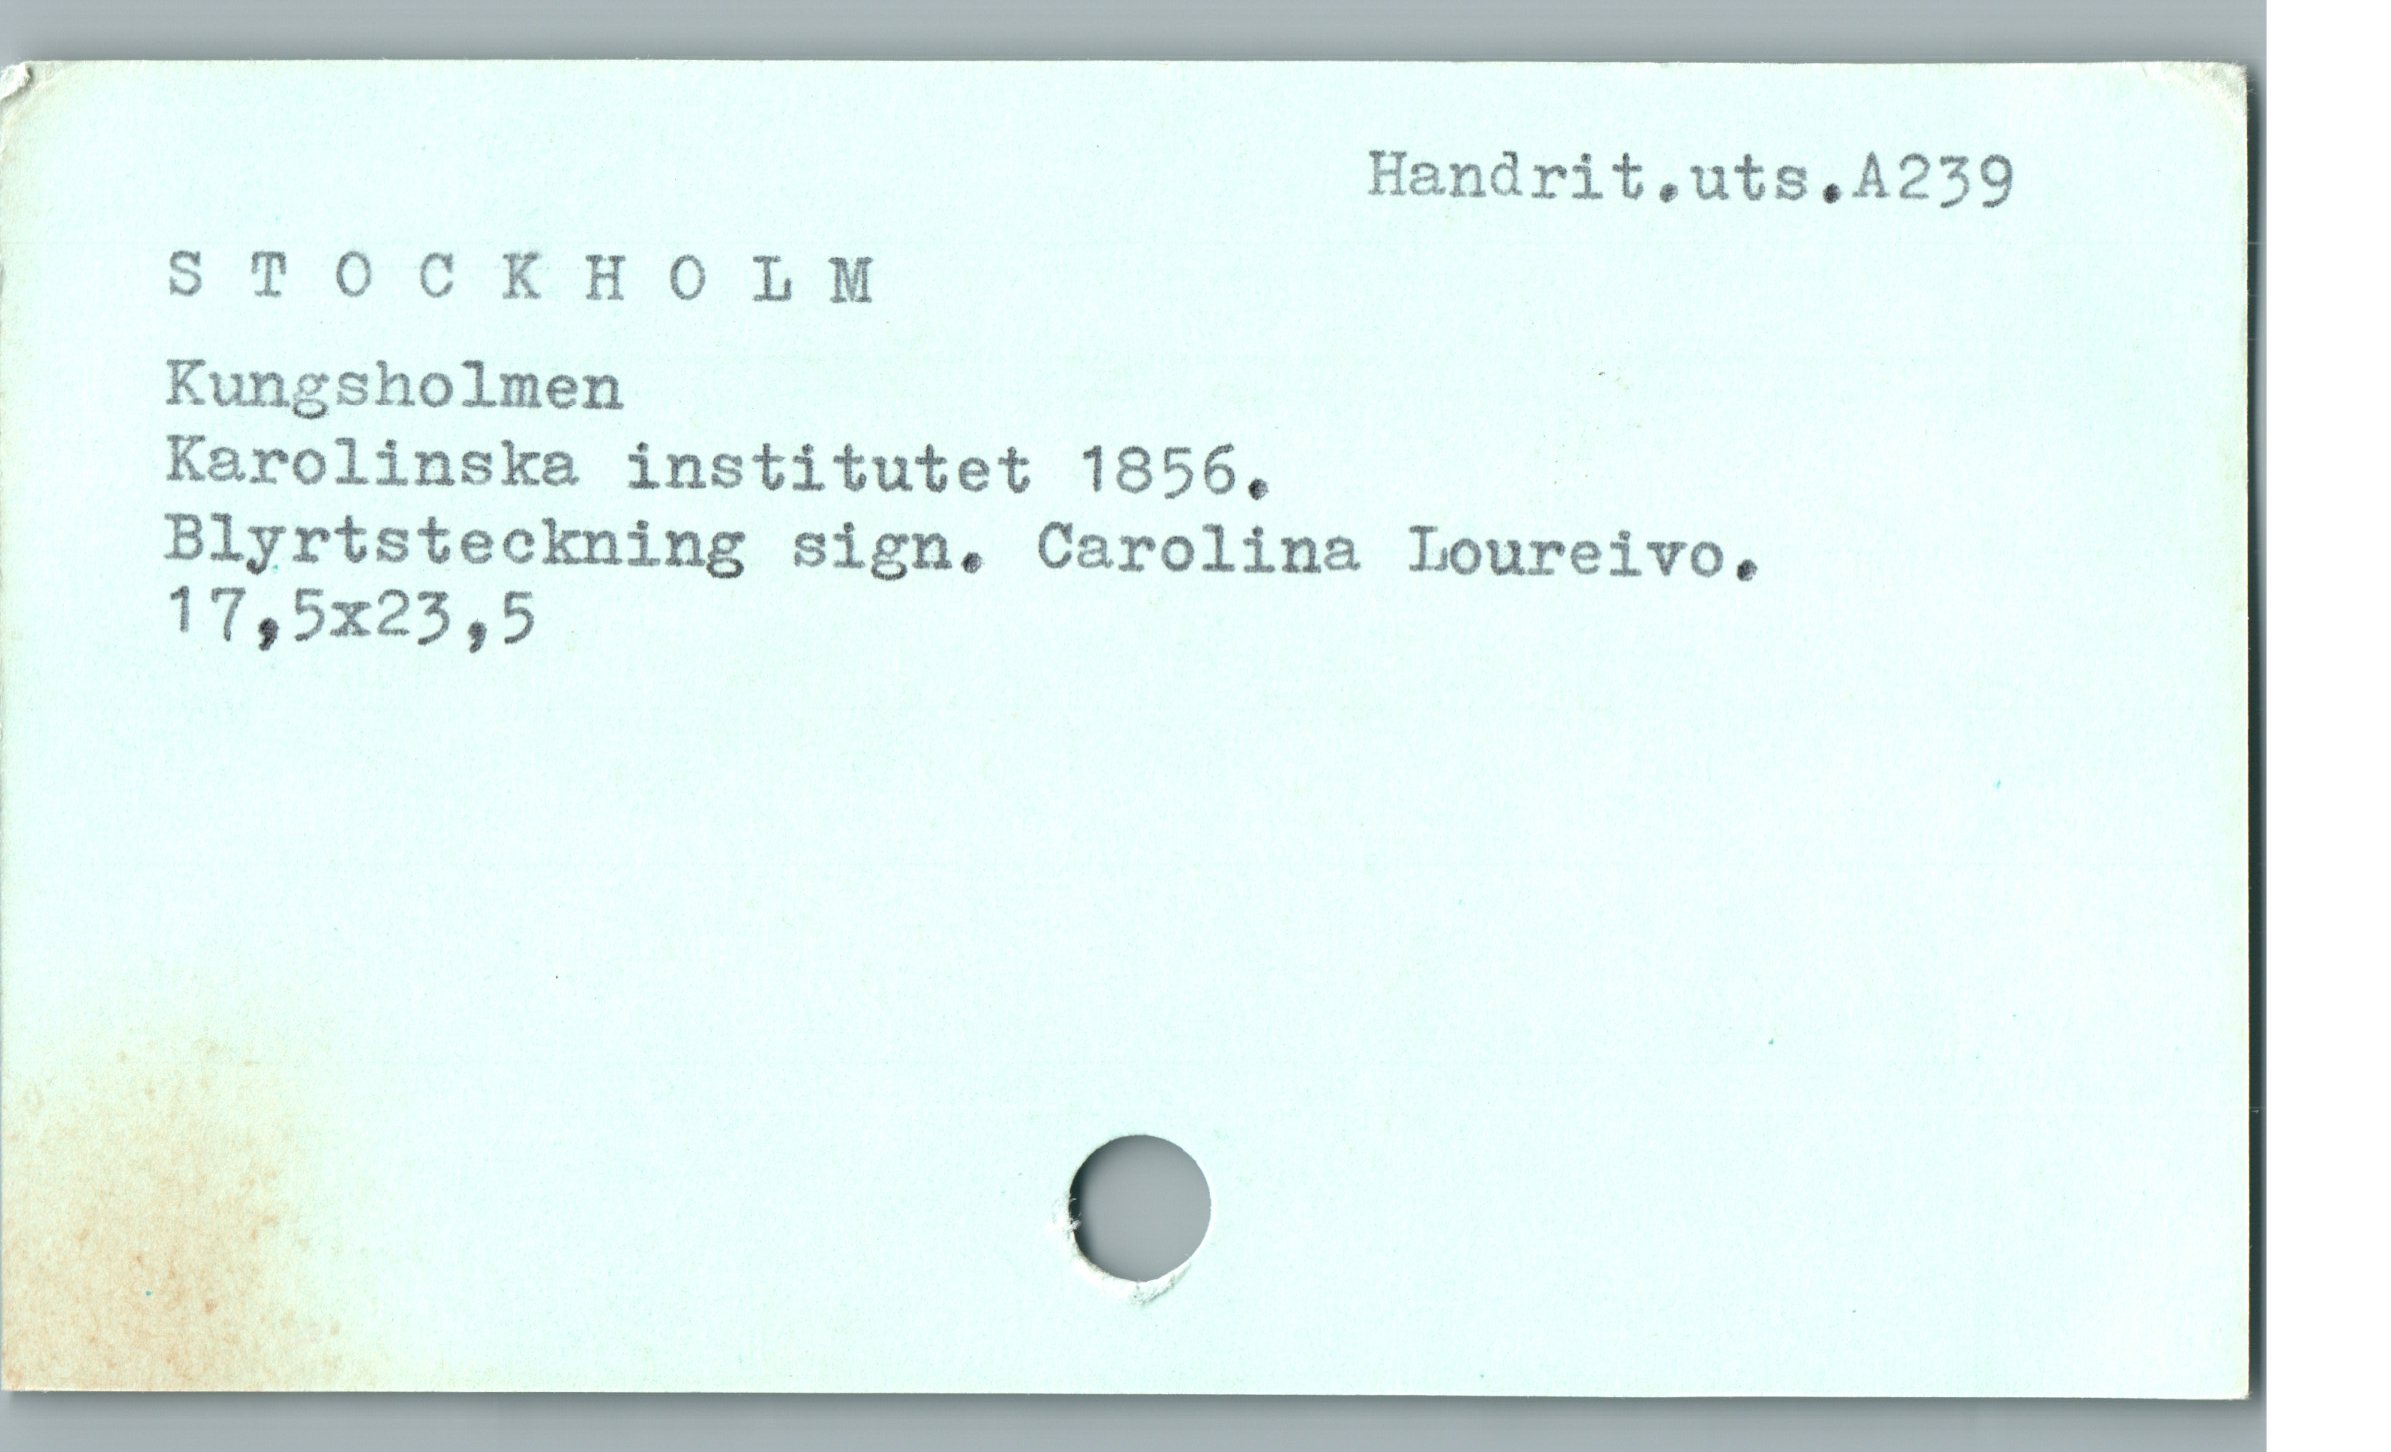 Handrit.uts.A239
S T O C K H O L M
Kungsholmen
Karolinska institutet 1856.
Blyrtsteckning sign. Carolina Loureivo.
17,5x23,5